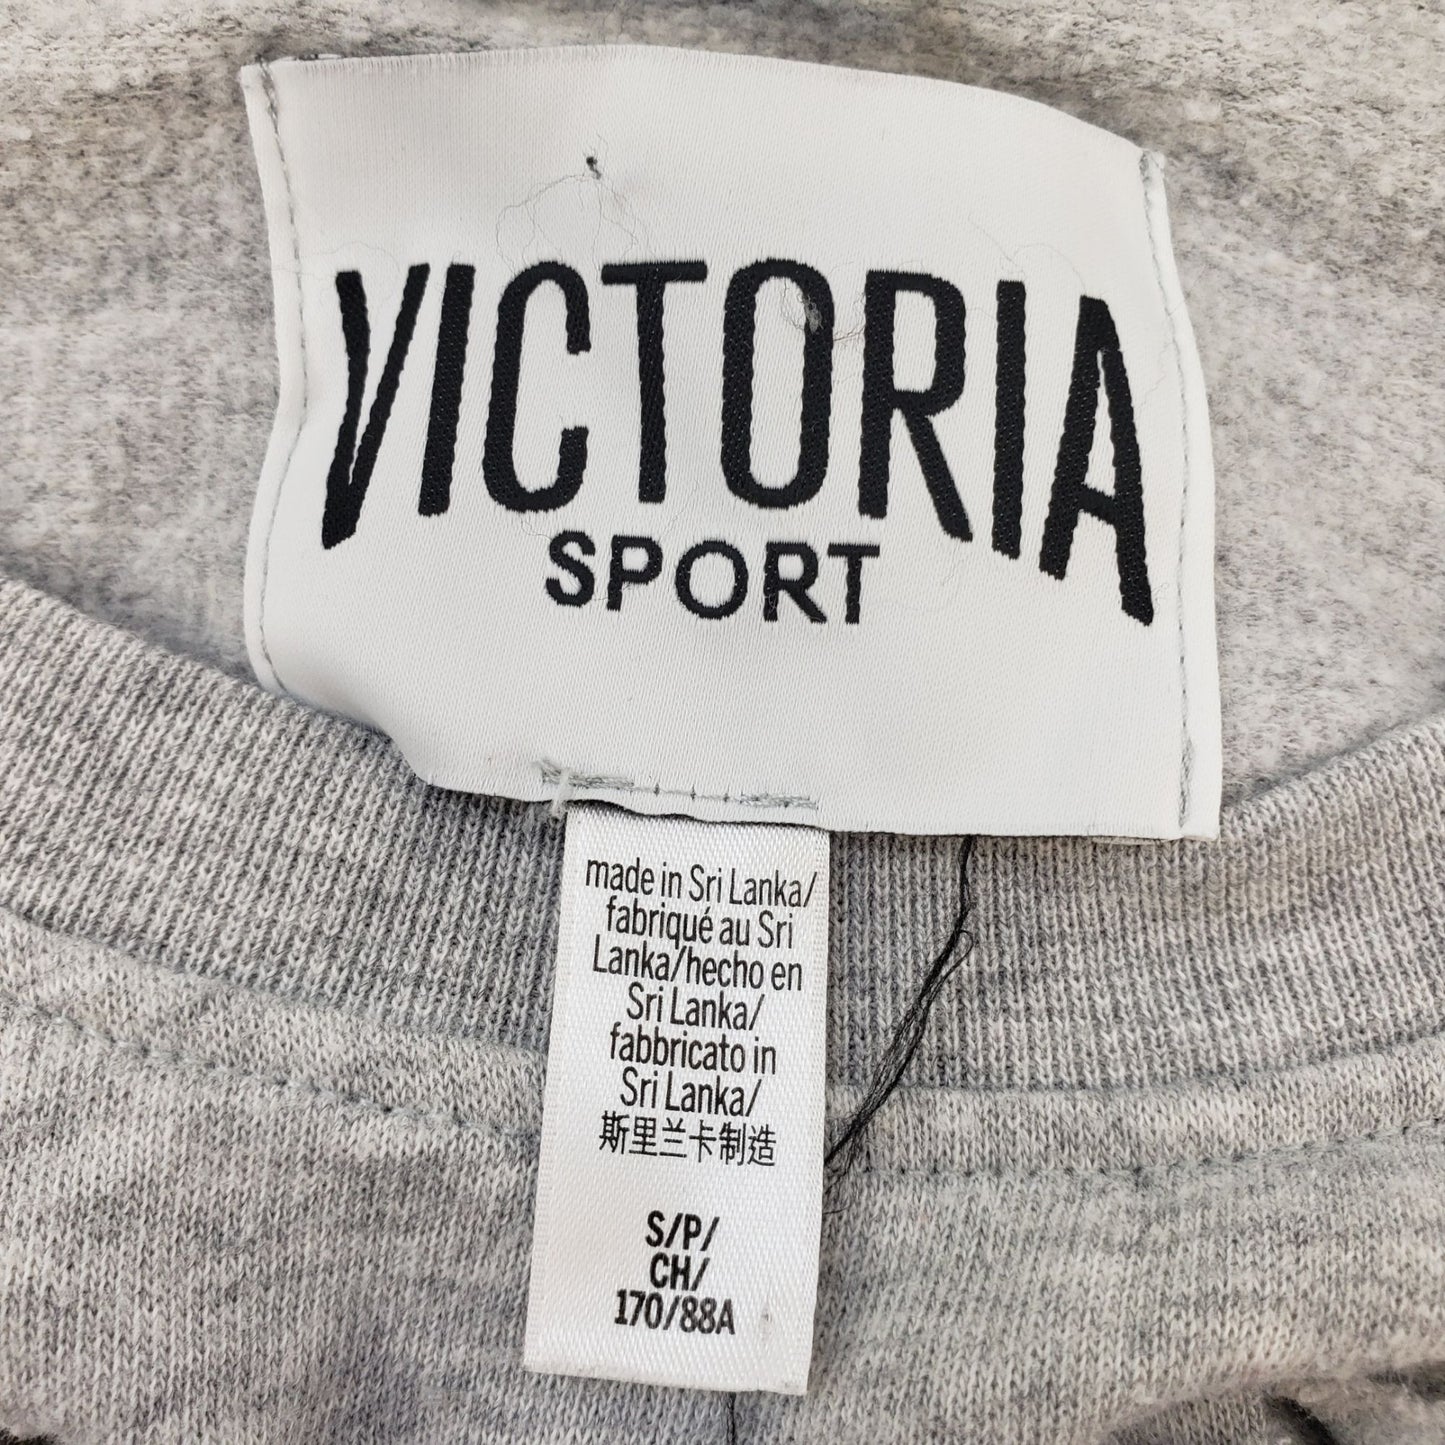 VICTORIA
SPORT
made in Sri Lanka/
fabriqué au Sri
Lanka/hecho en
Sri Lanka/
fabbricato in
Sri Lanka/
斯里兰卡制造
S/P/
CH/
170/88A